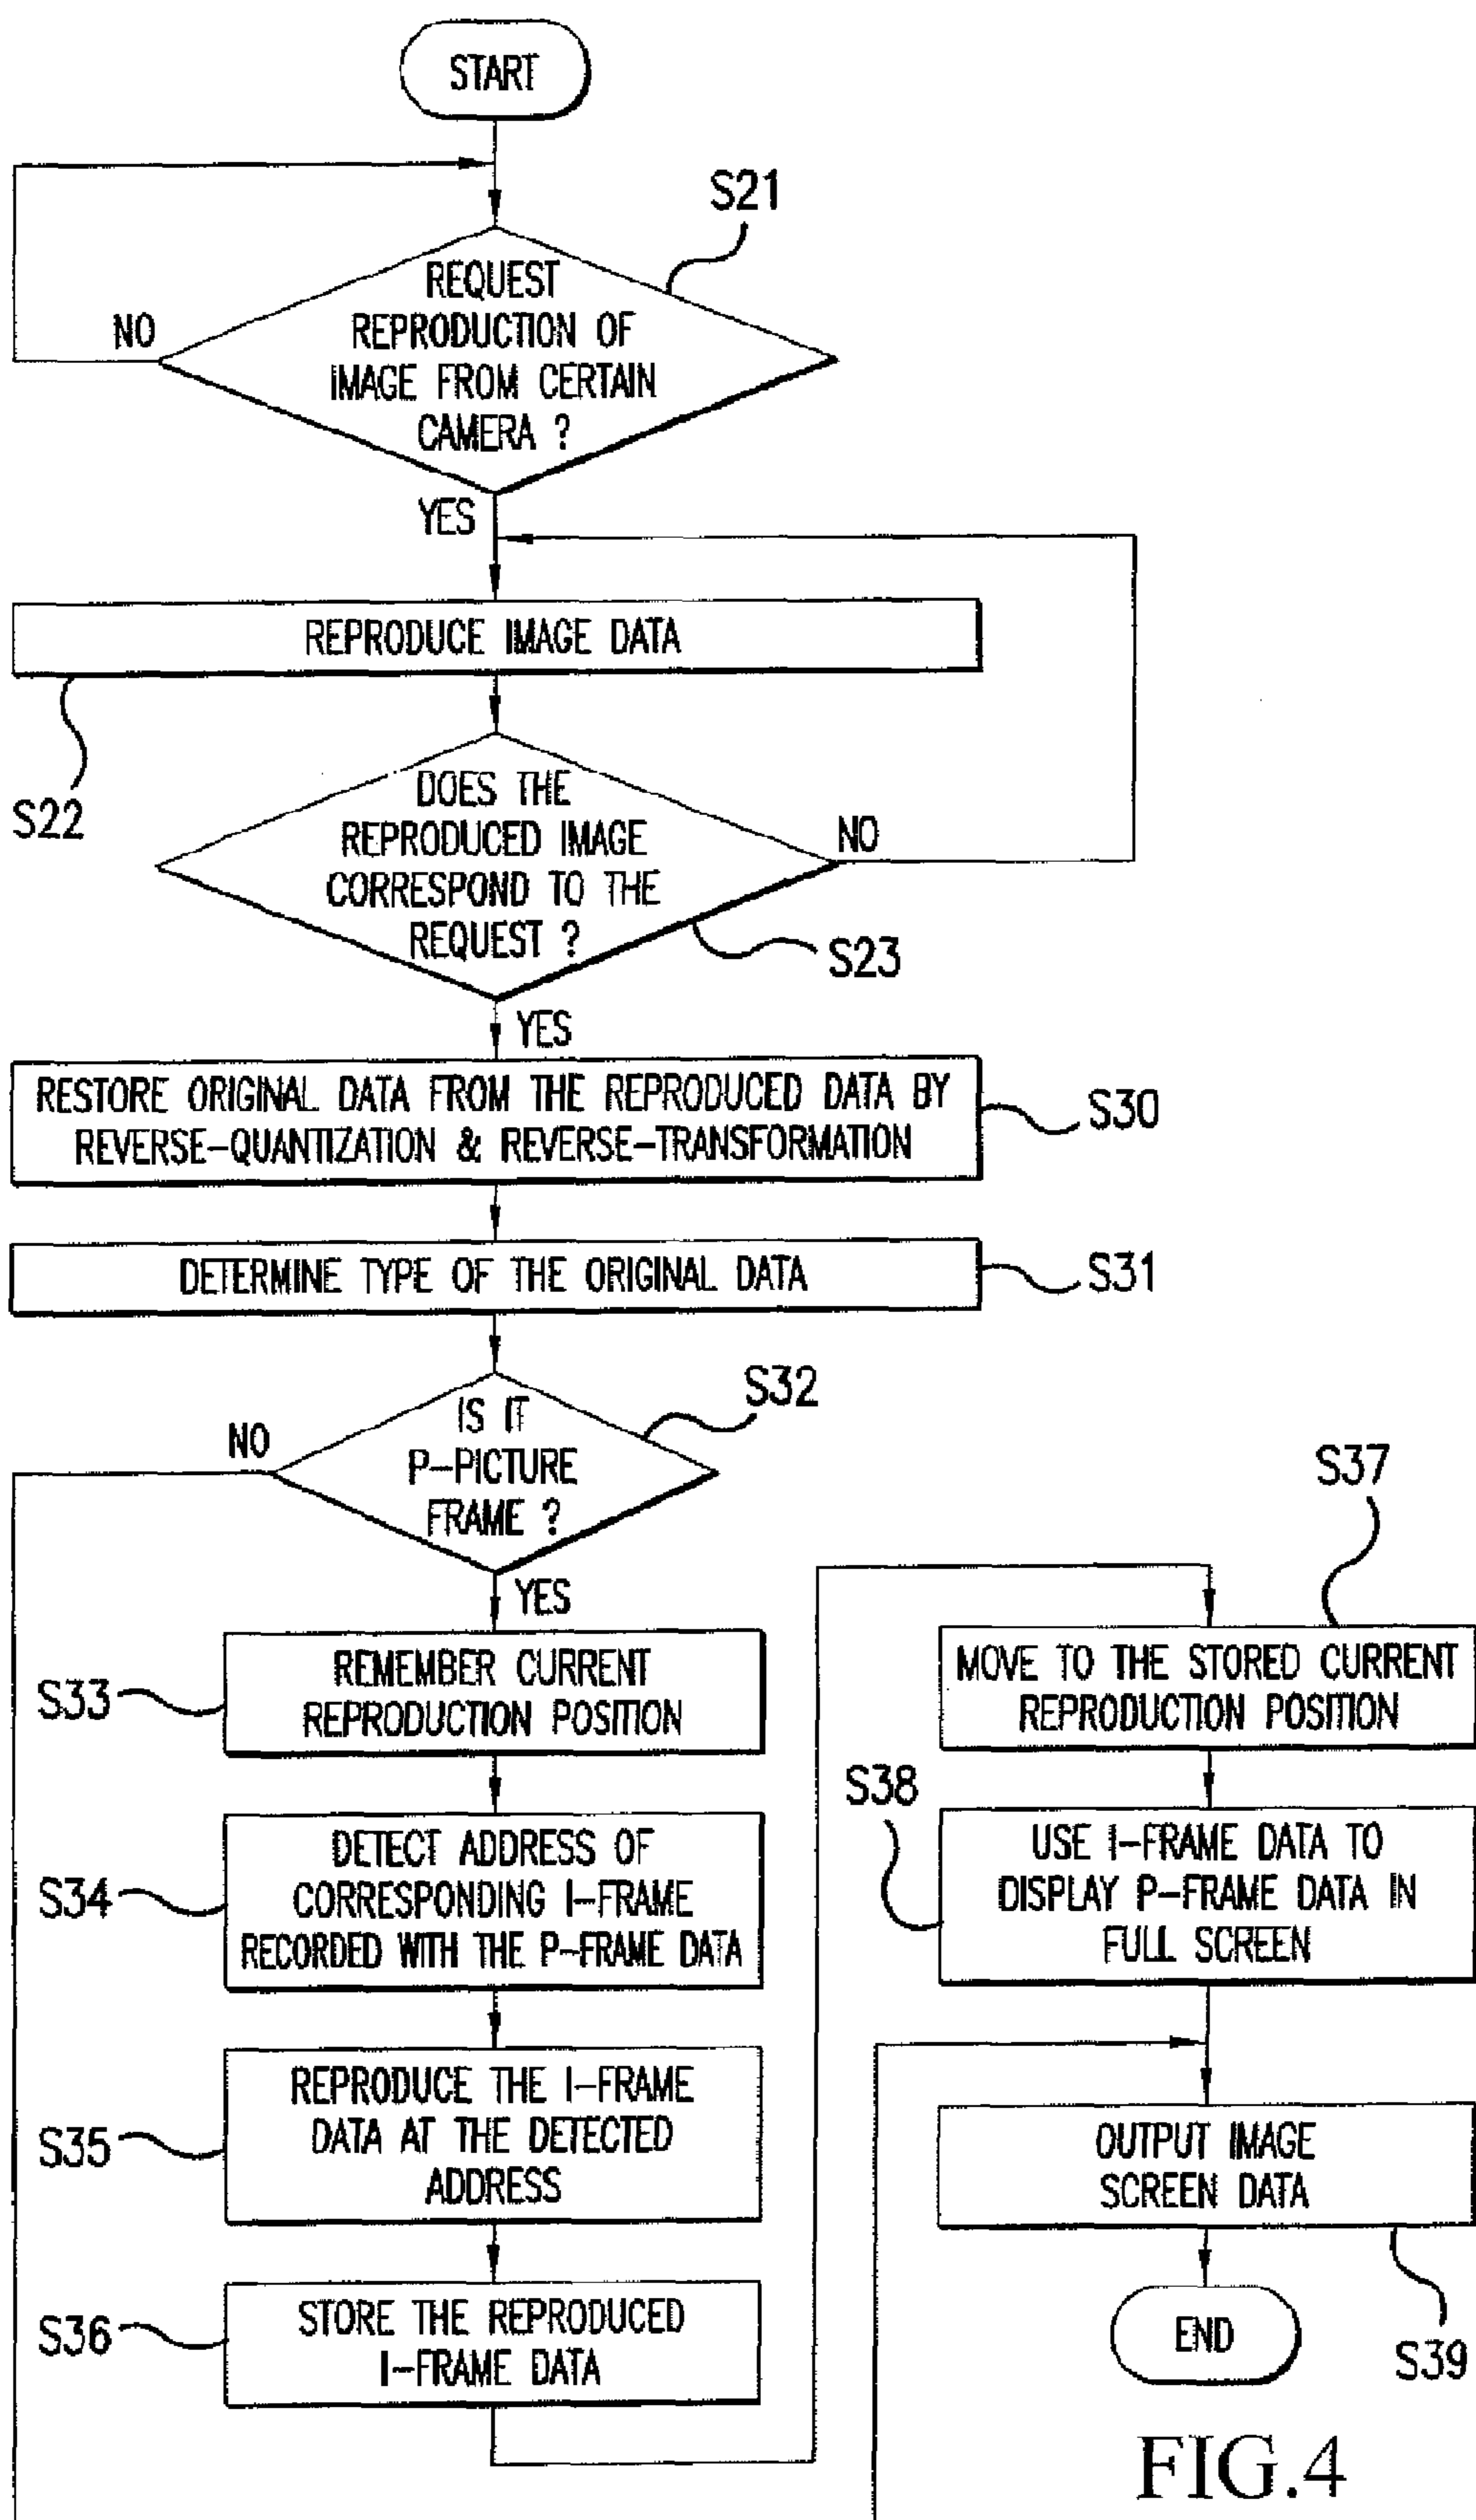 START
S21
REQUEST
REPRODUCTION OF
IMAGE FROM CERTAIN
CAMERA ?
NO
YES
REPRODUCE IMAGE DATA
S22
DOES THE
REPRODUCED IMAGE
CORRESPOND TO THE
REQUEST ?
NO
S23
YES
RESTORE ORIGINAL DATA FROM THE REPRODUCED DATA BY
REVERSE-QUANTIZATION & REVERSE-TRANSFORMATION
S30
DETERMINE TYPE OF THE ORIGINAL DATA
S31
IS IT
P-PICTURE
FRAME ?
S32
NO
YES
REMEMBER CURRENT
REPRODUCTION POSITION
S33
DETECT ADDRESS OF
CORRESPONDING I-FRAME
RECORDED WITH THE P-FRAME DATA
S34
REPRODUCE THE I-FRAME
DATA AT THE DETECTED
ADDRESS
S35
STORE THE REPRODUCED
I-FRAME DATA
S36
S37
MOVE TO THE STORED CURRENT
REPRODUCTION POSITION
S38
USE I-FRAME DATA TO
DISPLAY P-FRAME DATA IN
FULL SCREEN
OUTPUT IMAGE
SCREEN DATA
S39
END
FIG.4